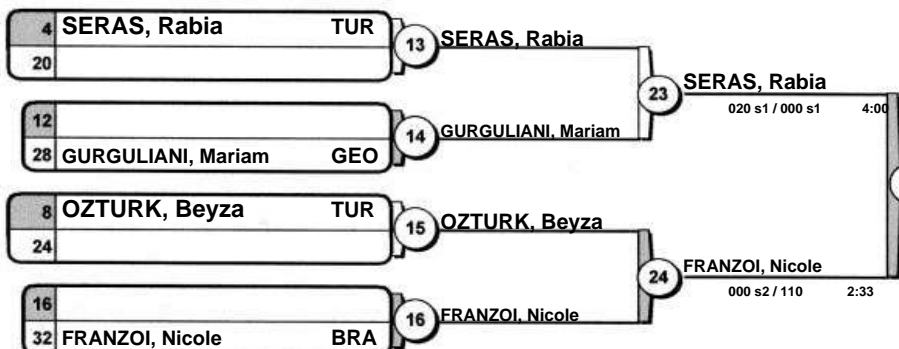 4 SERAS, Rabia TUR
20
13 SERAS, Rabia
12
28 GURGULIANI, Mariam GEO
14 GURGULIANI, Mariam
23 SERAS, Rabia
020 s1 / 000 s1 4:00
8 OZTURK, Beyza TUR
24
15 OZTURK, Beyza
16
32 FRANZOI, Nicole BRA
16 FRANZOI, Nicole
24 FRANZOI, Nicole
000 s2 / 110 2:33